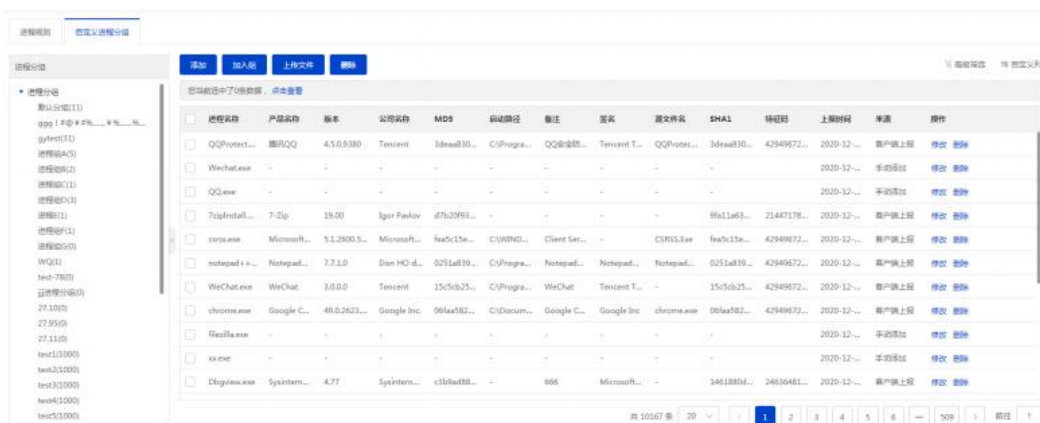 进程规则 自定义进程分组
进程分组
添加 加入组 上传文件 删除 高级筛选 自定义列
进程分组
默认分组(11)
gytest(11)
进程组A(5)
进程组B(2)
进程组C(1)
进程组D(3)
进程E(1)
进程组F(1)
进程组G(0)
WQ(1)
test-78(0)
进程分组(0)
27.10(0)
27.95(0)
27.11(0)
test1(1000)
test2(1000)
test3(1000)
test4(1000)
test5(1000)
您当前选中了0条数据，点击查看
进程名称 产品名称 版本 公司名称 MD5 启动路径 备注 签名 源文件名 SHA1 特征码 上报时间 来源 操作
QQProtect... 腾讯QQ 4.5.0.9380 Tencent 3deaa830... C:\Progra... QQ安全防... Tencent T... QQProtec... 3deaa830... 42949672... 2020-12-...客户端上报 修改 删除
Wechat.exe - - - - - - - - - 2020-12-... 手动添加 修改 删除
QQ.exe - - - - - - - - - 2020-12-... 手动添加 修改 删除
7zipInstall... 7-Zip 19.00 Igor Pavlov d7b20f93... - - - - 9fa11a63... 21447178... 2020-12-... 客户端上报 修改 删除
csrss.exe Microsoft... 5.1.2600.5... Microsoft... fea5c15e... C:\WIND... Client Ser... - CSRSS.Exe fea5c15e... 42949672... 2020-12-... 客户端上报 修改 删除
notepad++... Notepad... 7.7.1.0 Don HO d... 0251a839... C:\Progra... Notepad... Notepad... Notepad... 0251a839... 42949672... 2020-12-... 客户端上报 修改 删除
WeChat.exe WeChat 3.0.0.0 Tencent 15c5cb25... C:\Progra... WeChat Tencent T... - 15c5cb25... 42949672... 2020-12-... 客户端上报 修改 删除
chrome.exe Google C... 49.0.2623.... Google Inc. 06faa582... C:\Docum... Google C... Google Inc chrome.exe 06faa582... 42949672... 2020-12-... 客户端上报 修改 删除
filezilla.exe - - - - - - - - - 2020-12-... 手动添加 修改 删除
xx.exe - - - - - - - - - 2020-12-... 手动添加 修改 删除
Dbgview.exe Sysintern... 4.77 Sysintern... c3b9ad88... - 666 Microsoft... - 1461880d... 24636481... 2020-12-... 客户端上报 修改 删除
共 10167 条 20 1 2 3 4 5 6 509 前往 1